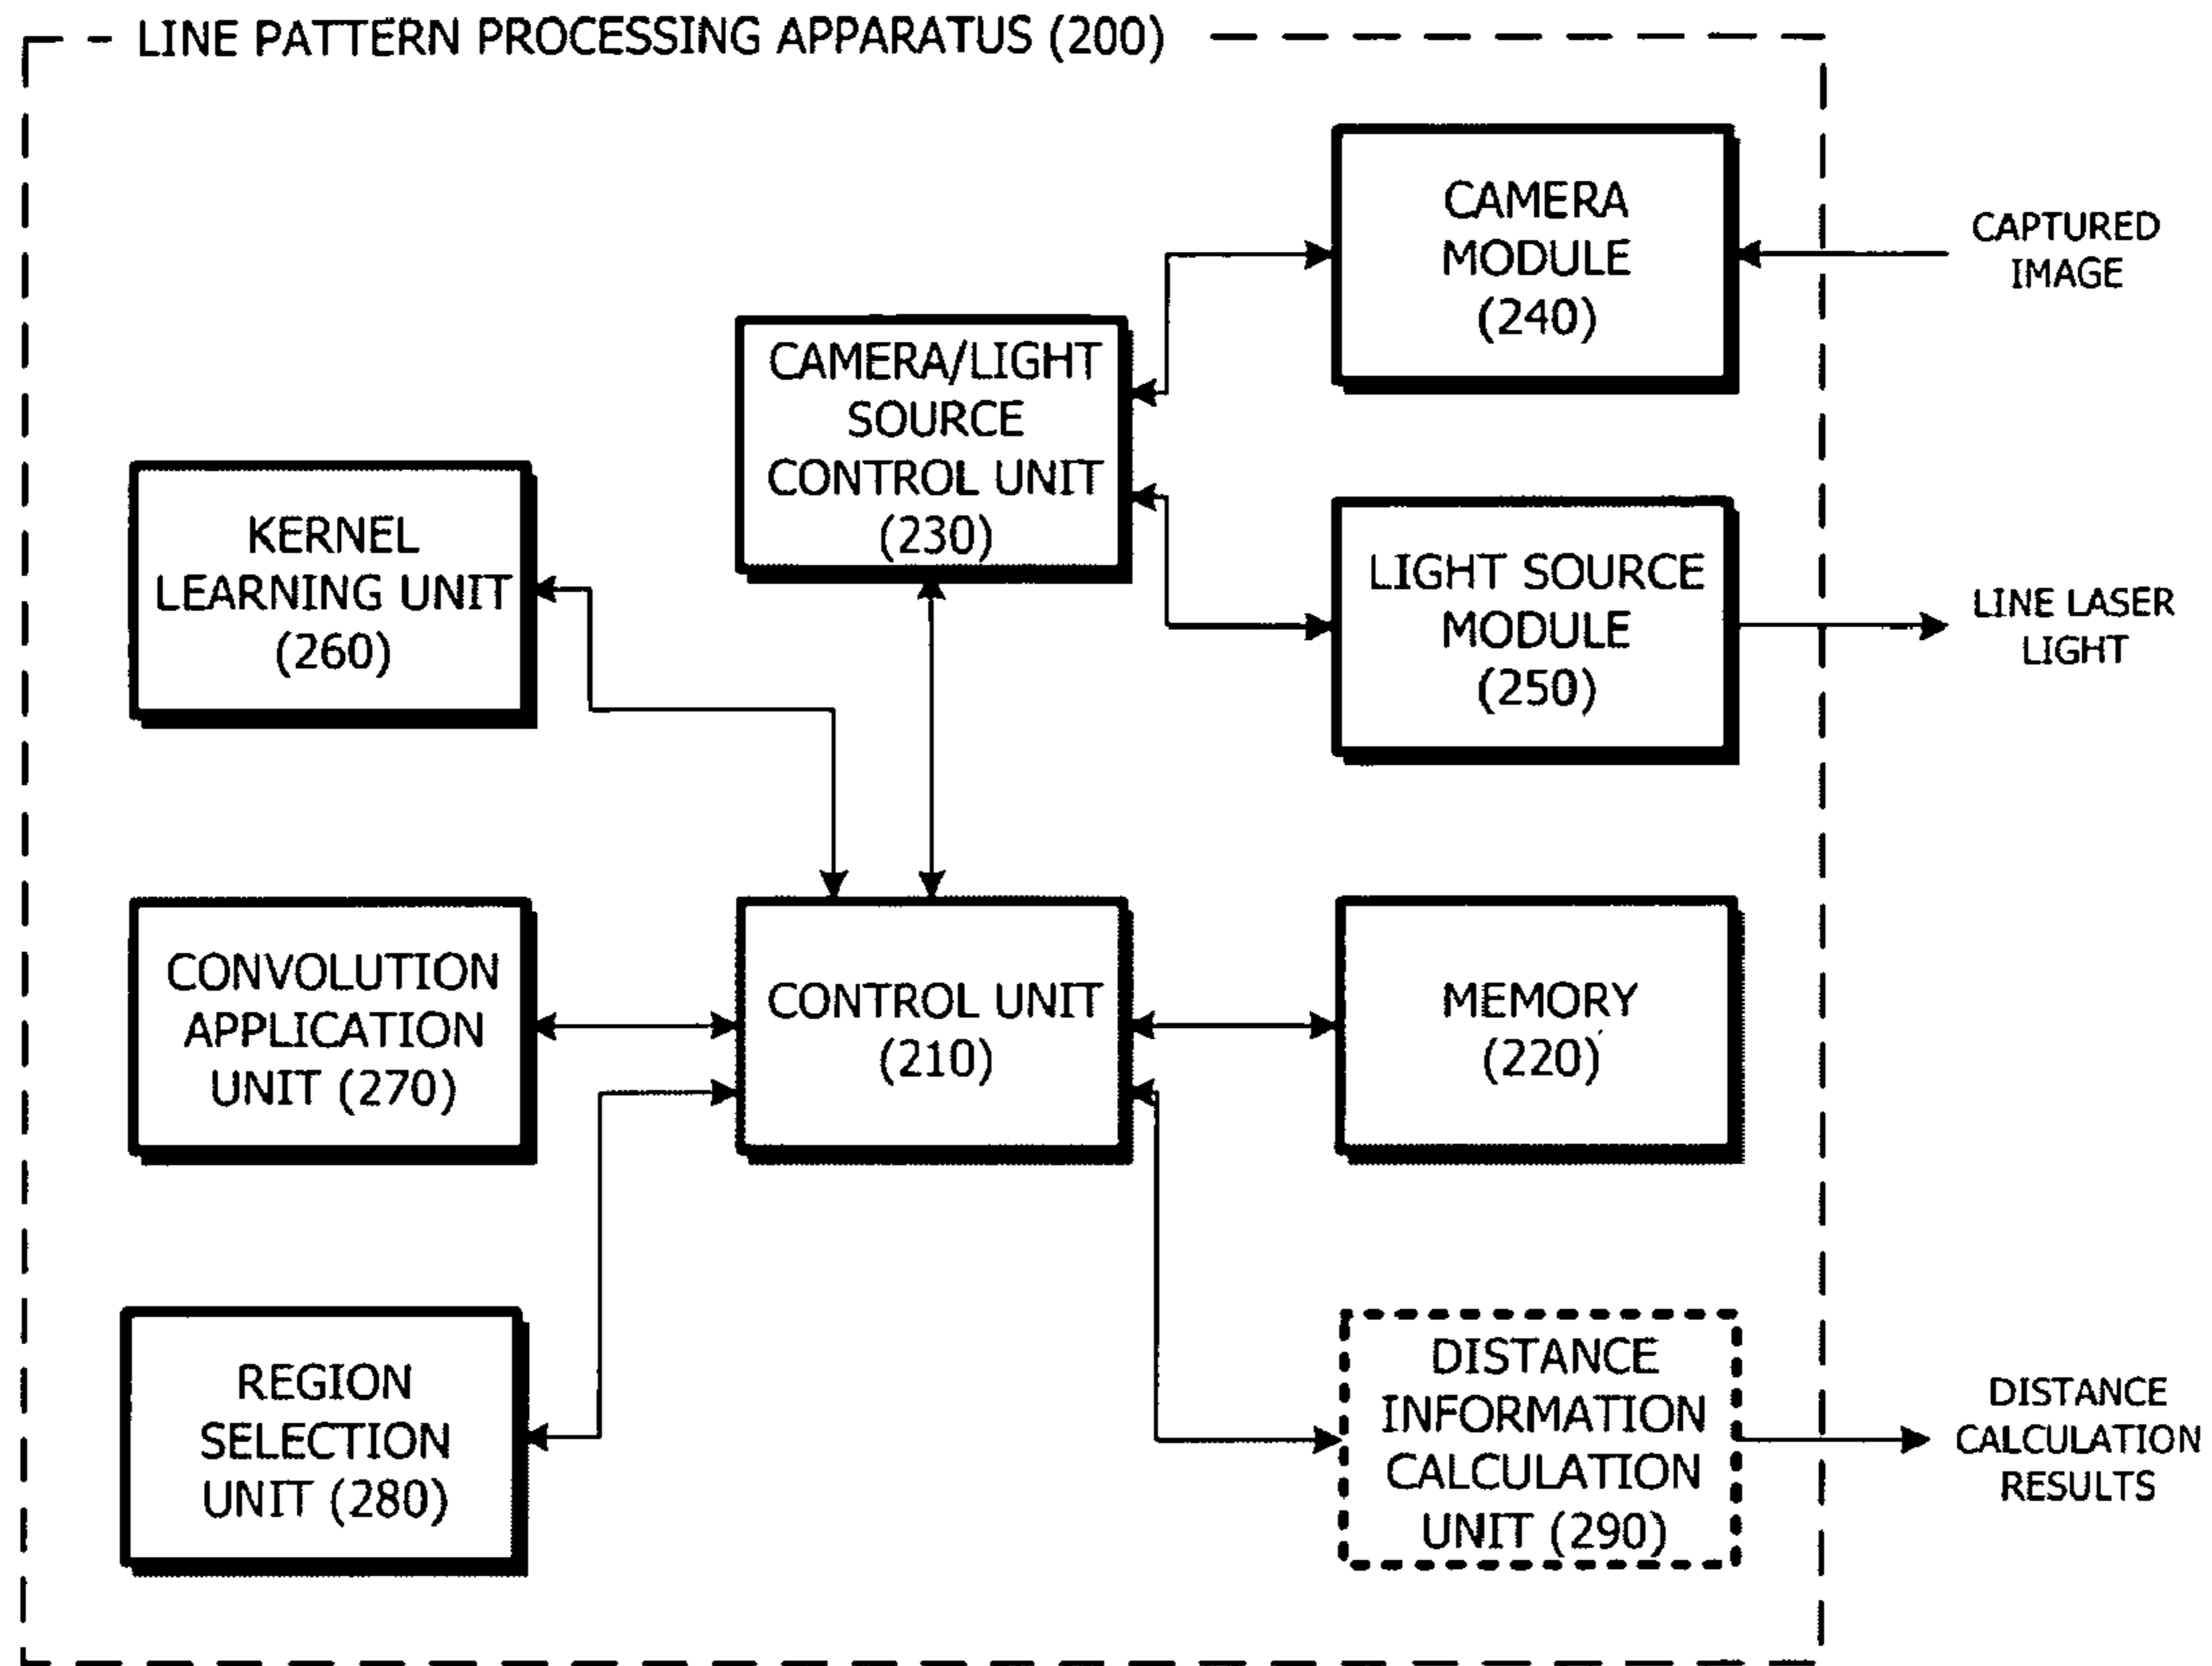 LINE PATTERN PROCESSING APPARATUS (200)
CAMERA
MODULE
(240)
CAPTURED
IMAGE
CAMERA/LIGHT
SOURCE
CONTROL UNIT
(230)
KERNEL
LEARNING UNIT
(260)
LIGHT SOURCE
MODULE
(250)
LINE LASER
LIGHT
CONVOLUTION
APPLICATION
UNIT (270)
CONTROL UNIT
(210)
MEMORY
(220)
REGION
SELECTION
UNIT (280)
DISTANCE
INFORMATION
CALCULATION
UNIT (290)
DISTANCE
CALCULATION
RESULTS